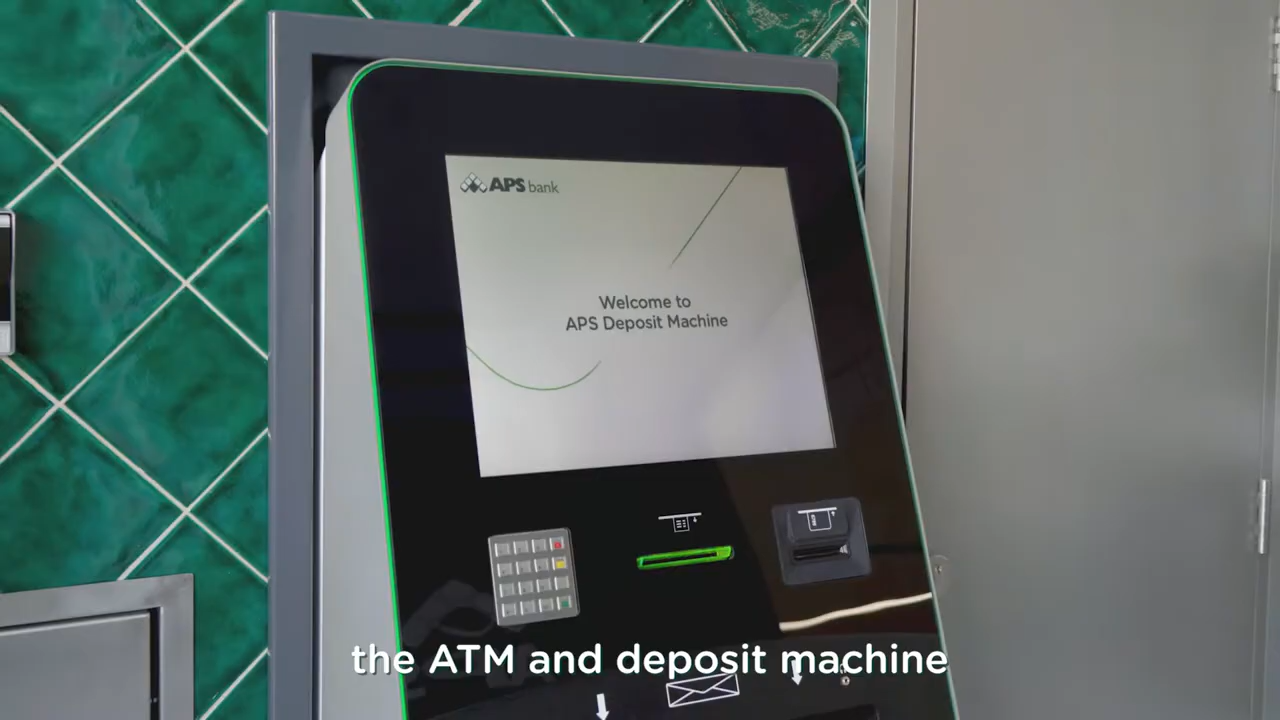 APS bank
Welcome to
APS Deposit Machine
the ATM and deposit machine